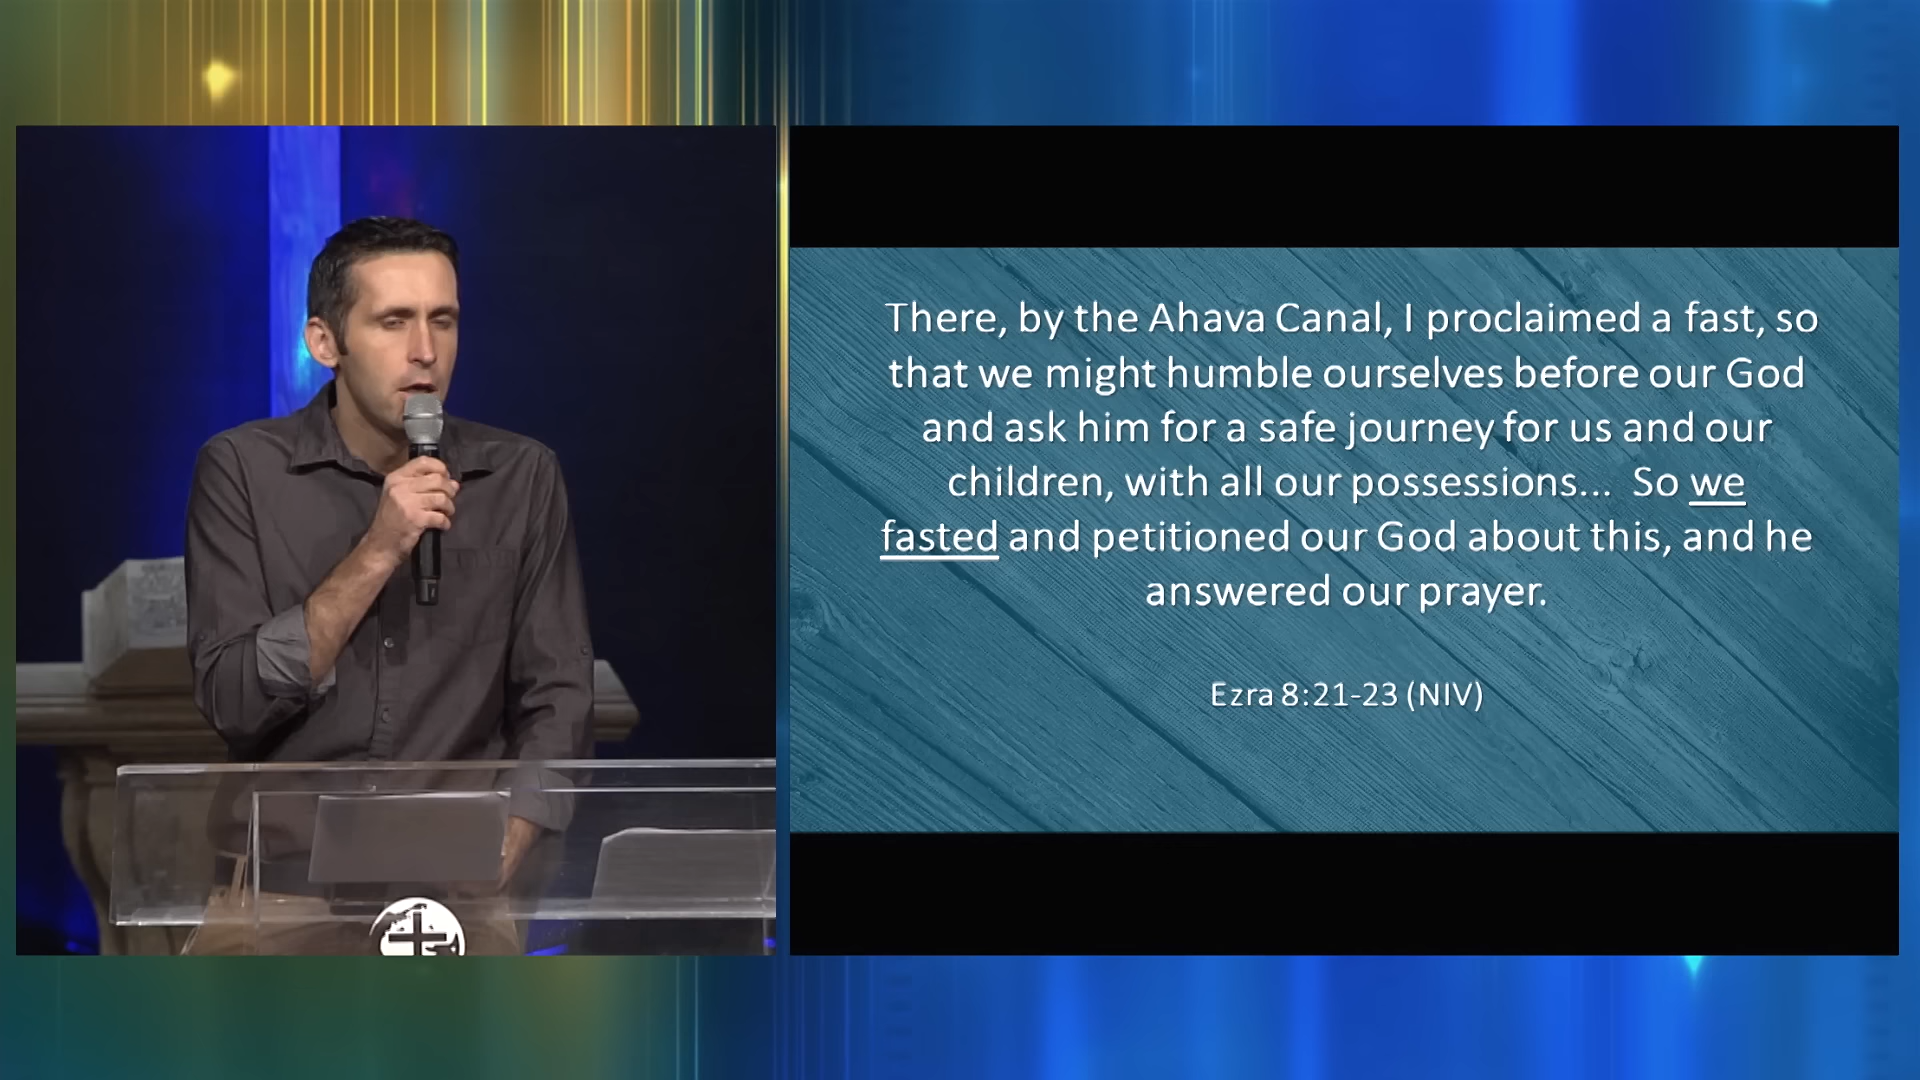 There, by the Ahava Canal, I proclaimed a fast, so
that we might humble ourselves before our God
and ask him for a safe journey for us and our
children, with all our possessions... So we
fasted and petitioned our God about this, and he
answered our prayer.
Ezra 8:21-23 (NIV)